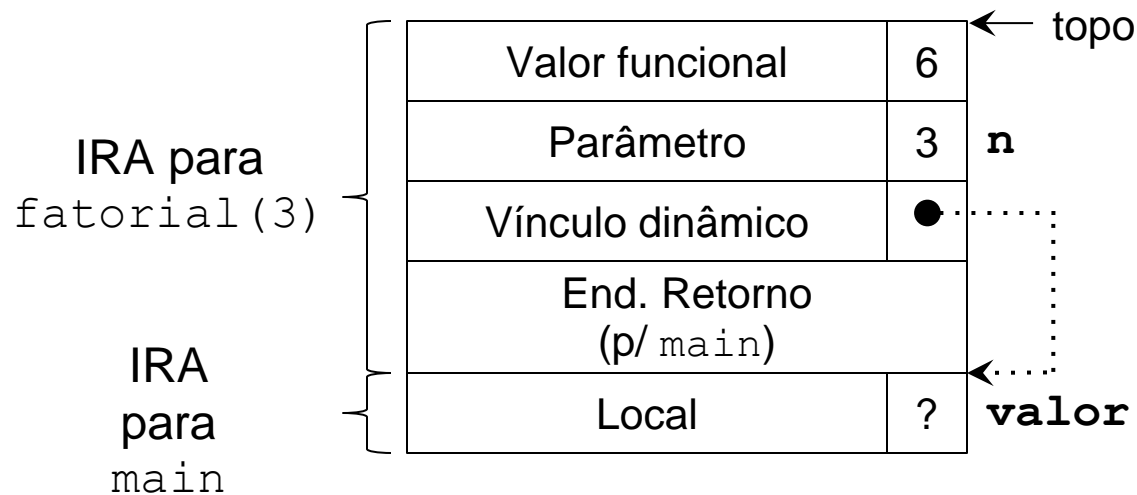 topo
Valor funcional 6
Parâmetro 3 n
IRA para
fatorial(3)
Vínculo dinâmico
End. Retorno
(p/ main)
IRA
para
main
Local ? valor